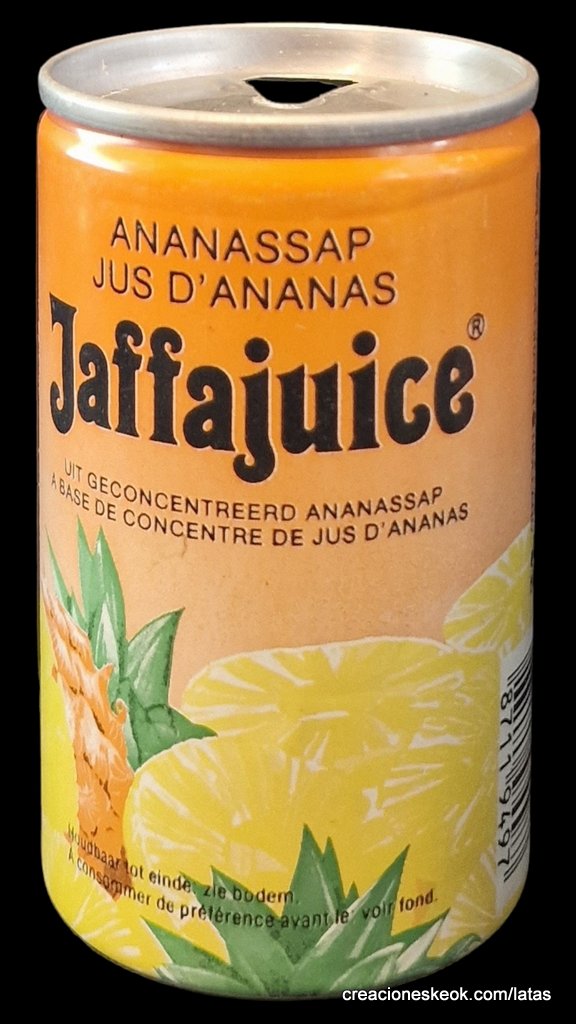 ANANASSAP
JUS D'ANANAS
Jaffajuice®
UIT GECONCENTREERD ANANASSAP
A BASE DE CONCENTRE DE JUS D'ANANAS
Houdbaar tot einde: zie bodem.
A consommer de préférence avant le: voir fond.
8711949
creacioneskeok.com/latas